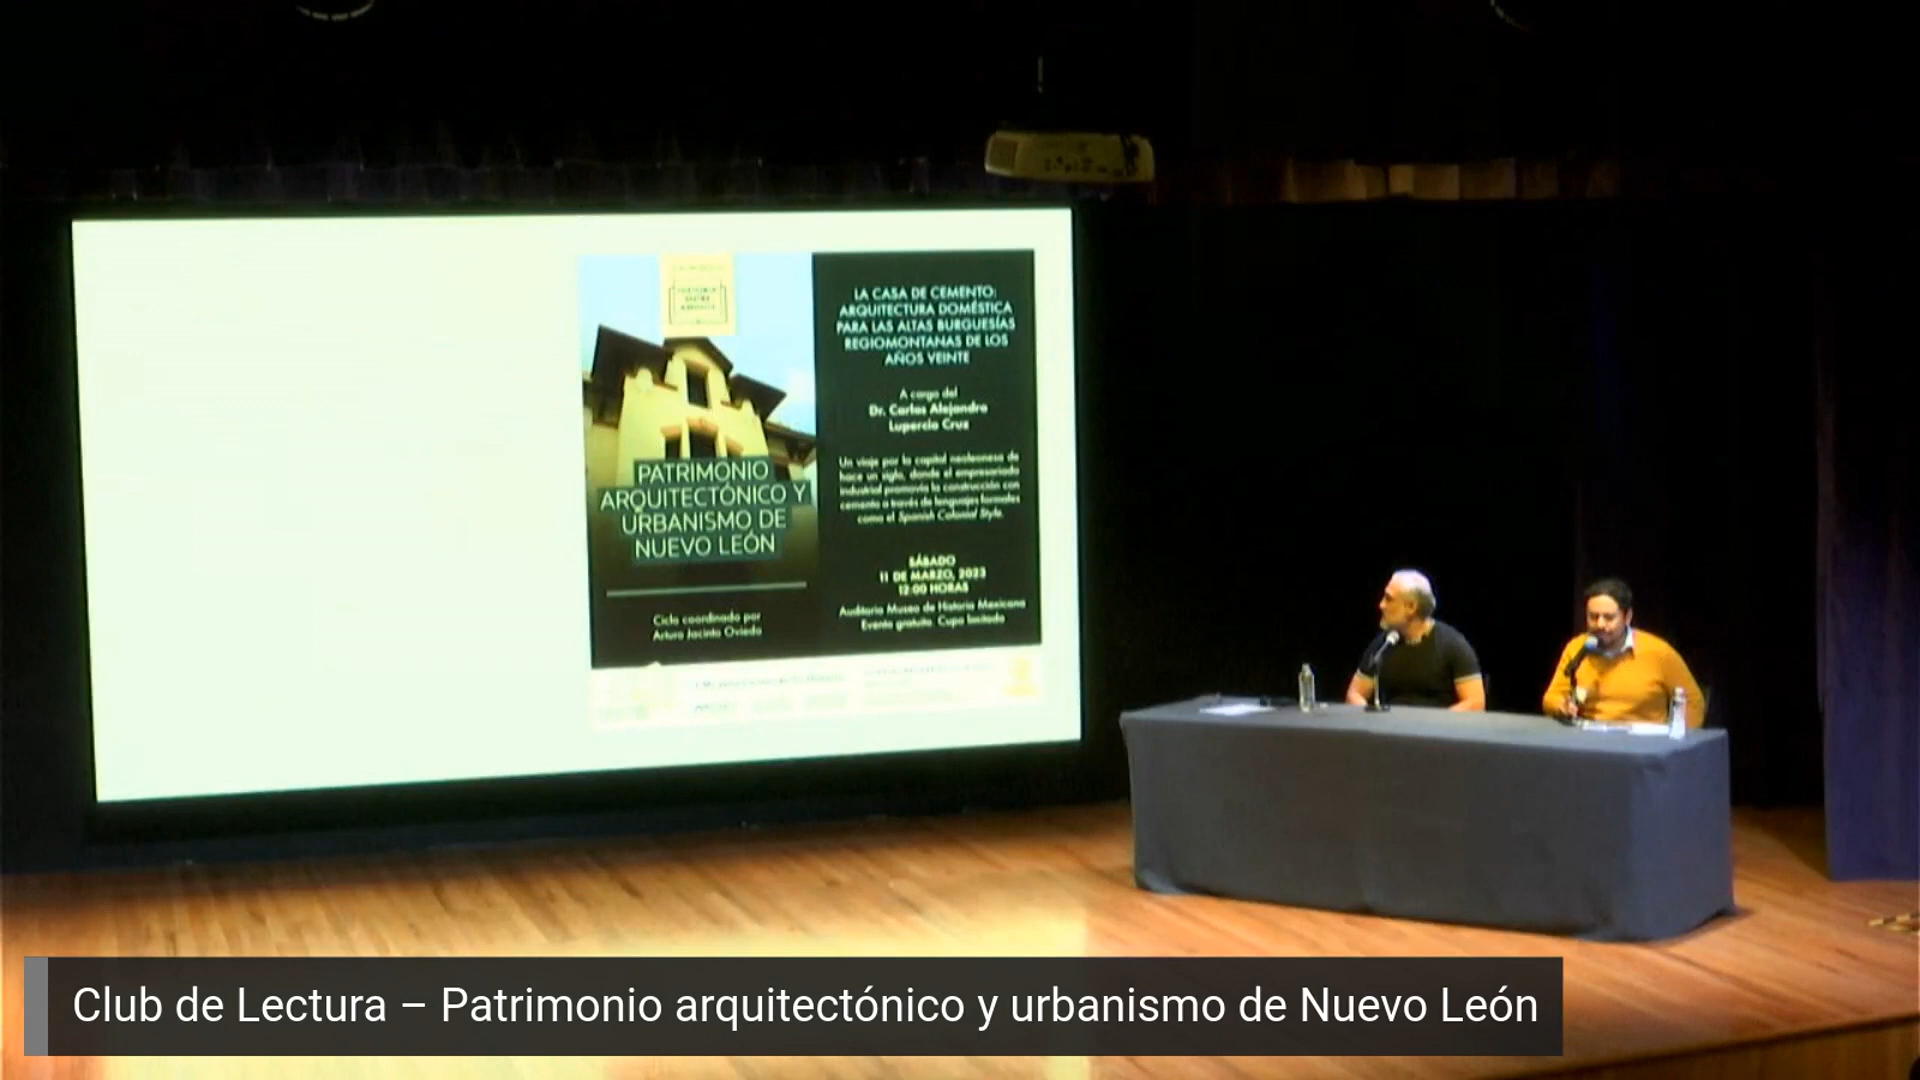 PATRIMONIO
ARQUITECTÓNICO Y
URBANISMO DE
NUEVO LEÓN
Ciclo coordinado por
Arturo Jacinto Oviedo
LA CASA DE CEMENTO:
ARQUITECTURA DOMÉSTICA
PARA LAS ALTAS BURGUESÍAS
REGIOMONTANAS DE LOS
AÑOS VEINTE
A cargo del
Dr. Carlos Alejandro
Lupercio Cruz
Un viaje por la capital neolonesa de
hace un siglo, donde el empresariado
industrial promovía la construcción con
cemento a través de lenguajes formales
como el Spanish Colonial Style.
SÁBADO
11 DE MARZO, 2023
12:00 HORAS
Auditorio Museo de Historia Mexicana
Evento gratuito. Cupo limitado
Club de Lectura – Patrimonio arquitectónico y urbanismo de Nuevo León